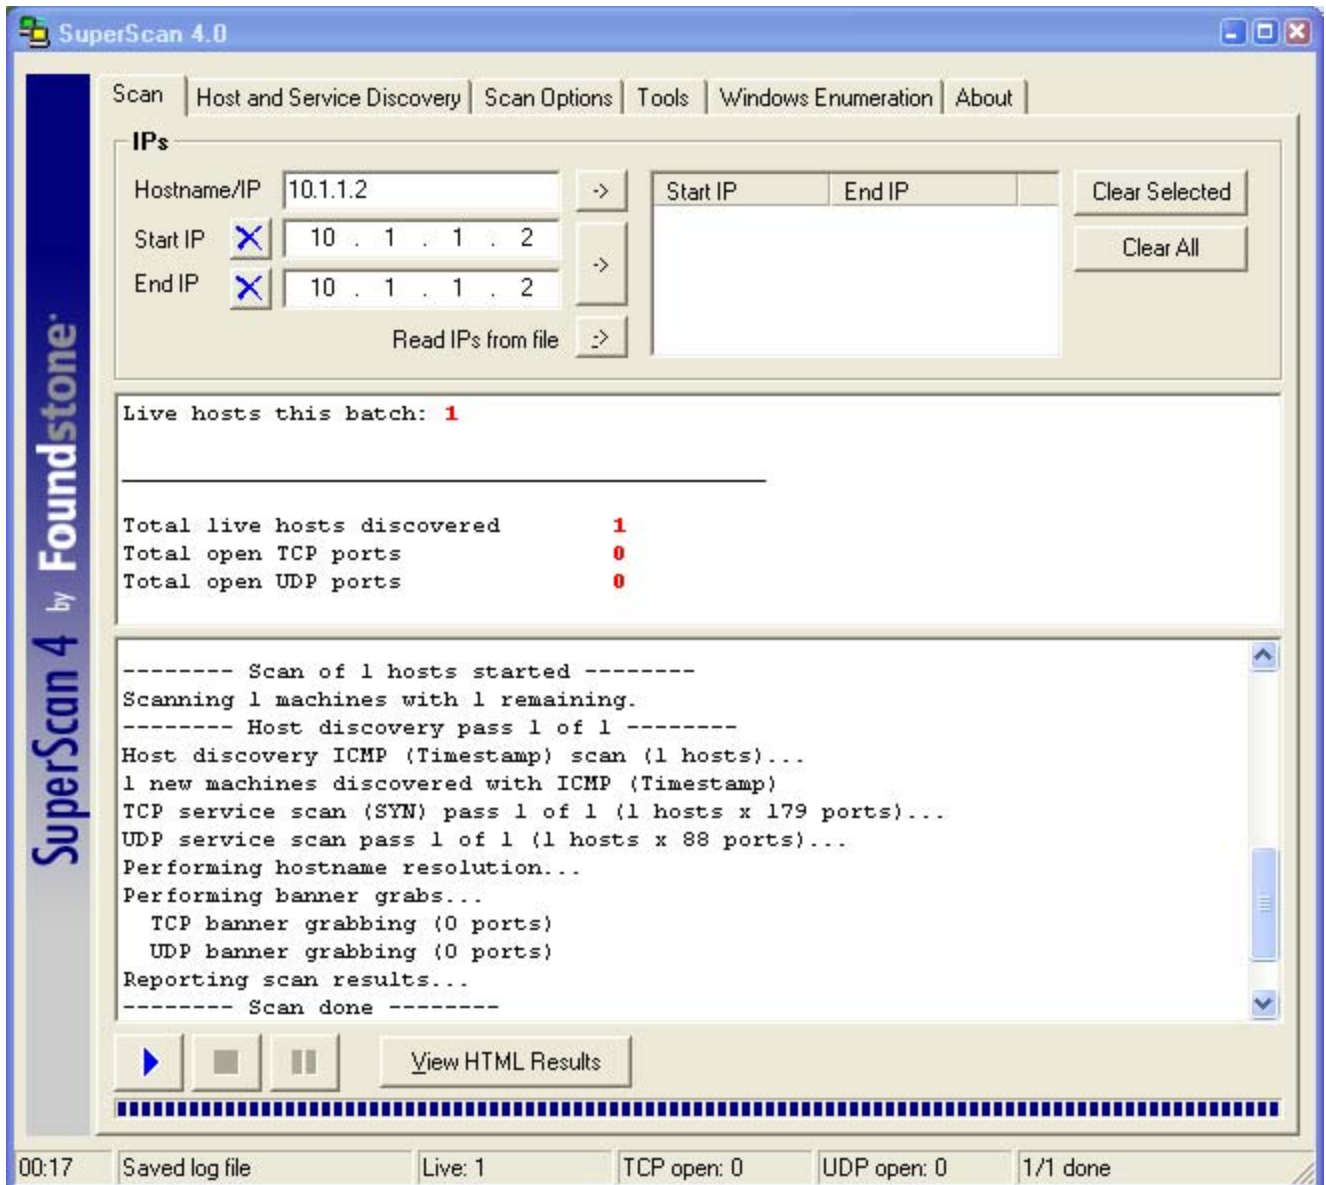 SuperScan 4.0
Scan Host and Service Discovery Scan Options Tools Windows Enumeration About
IPs
Hostname/IP 10.1.1.2 -> Start IP End IP Clear Selected
Start IP 10 . 1 . 1 . 2 -> Clear All
End IP 10 . 1 . 1 . 2
Read IPs from file ->
SuperScan 4 by Foundstone
Live hosts this batch: 1
Total live hosts discovered 1
Total open TCP ports 0
Total open UDP ports 0
-------- Scan of 1 hosts started --------
Scanning 1 machines with 1 remaining.
-------- Host discovery pass 1 of 1 --------
Host discovery ICMP (Timestamp) scan (1 hosts)...
1 new machines discovered with ICMP (Timestamp)
TCP service scan (SYN) pass 1 of 1 (1 hosts x 179 ports)...
UDP service scan pass 1 of 1 (1 hosts x 88 ports)...
Performing hostname resolution...
Performing banner grabs...
TCP banner grabbing (0 ports)
UDP banner grabbing (0 ports)
Reporting scan results...
-------- Scan done --------
View HTML Results
00:17 Saved log file Live: 1 TCP open: 0 UDP open: 0 1/1 done